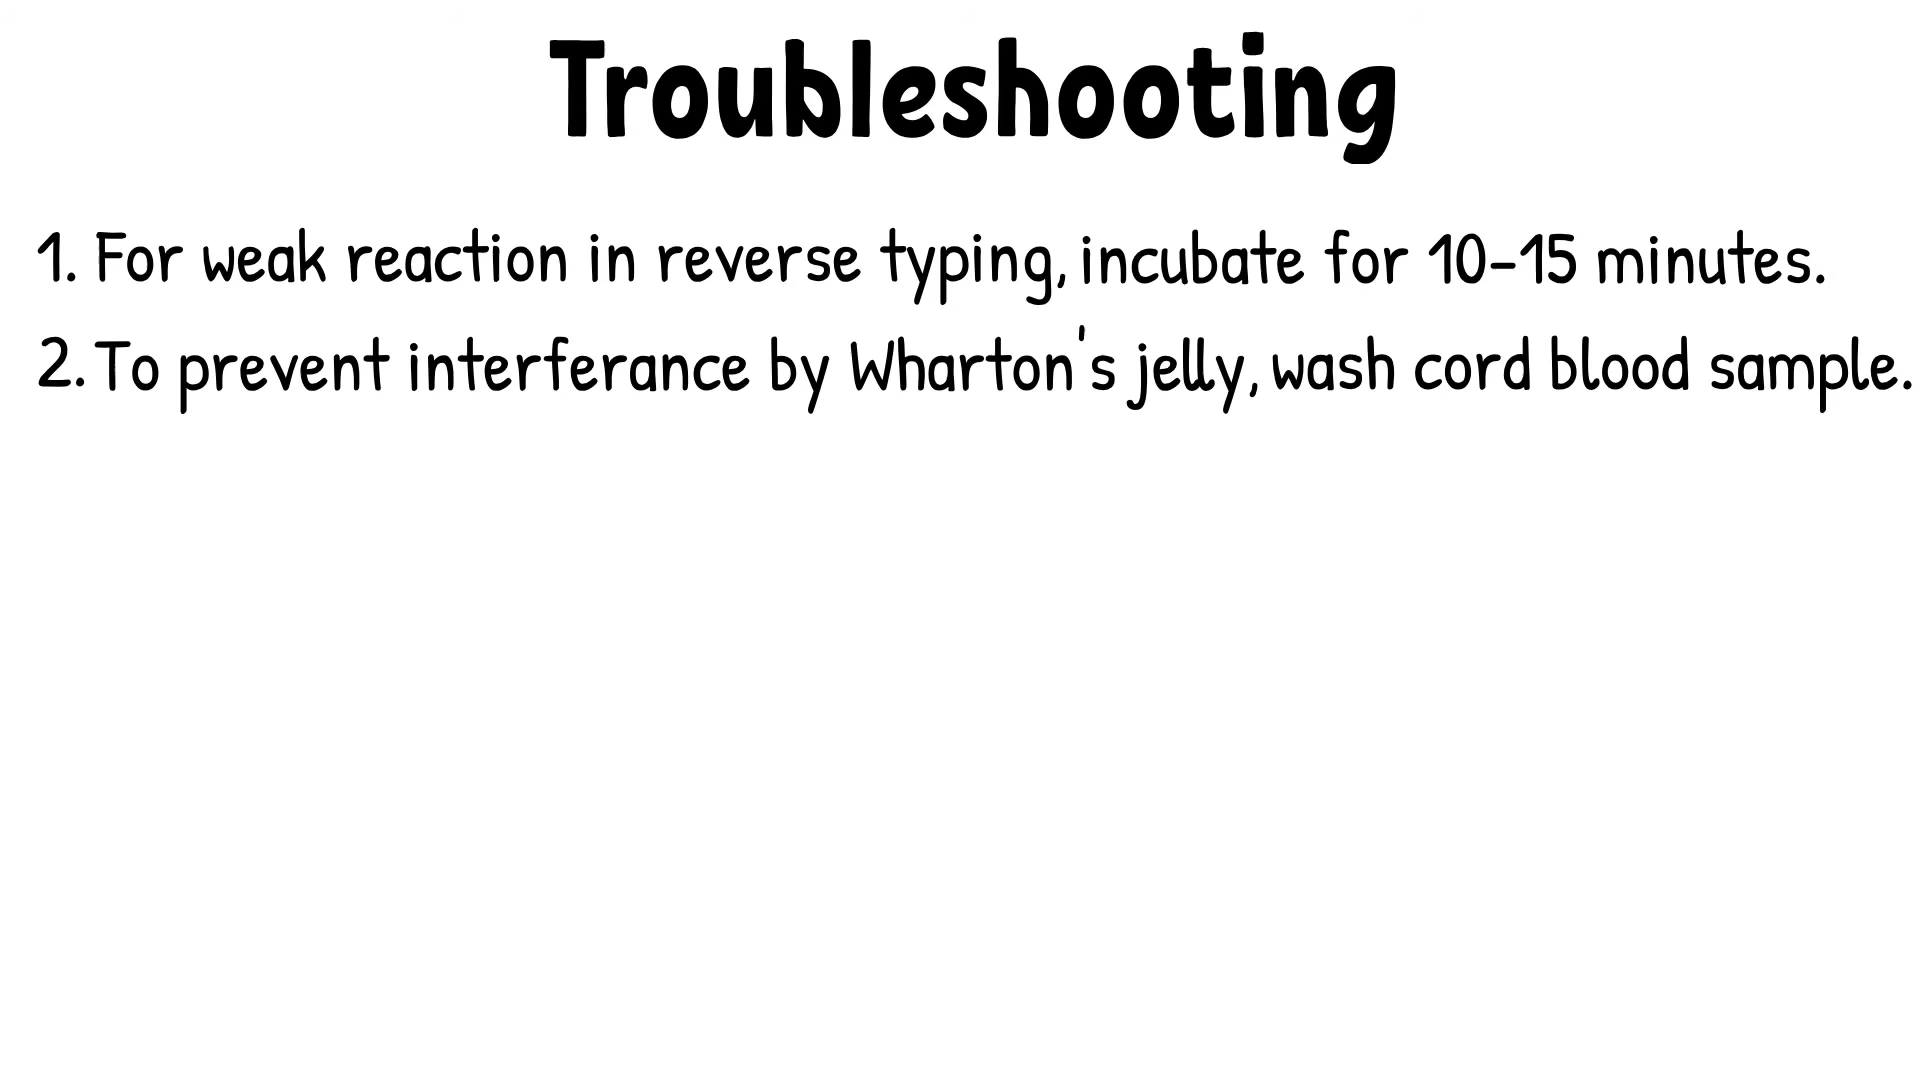 Troubleshooting
1. For weak reaction in reverse typing, incubate for 10-15 minutes.
2. To prevent interferance by Wharton's jelly, wash cord blood sample.